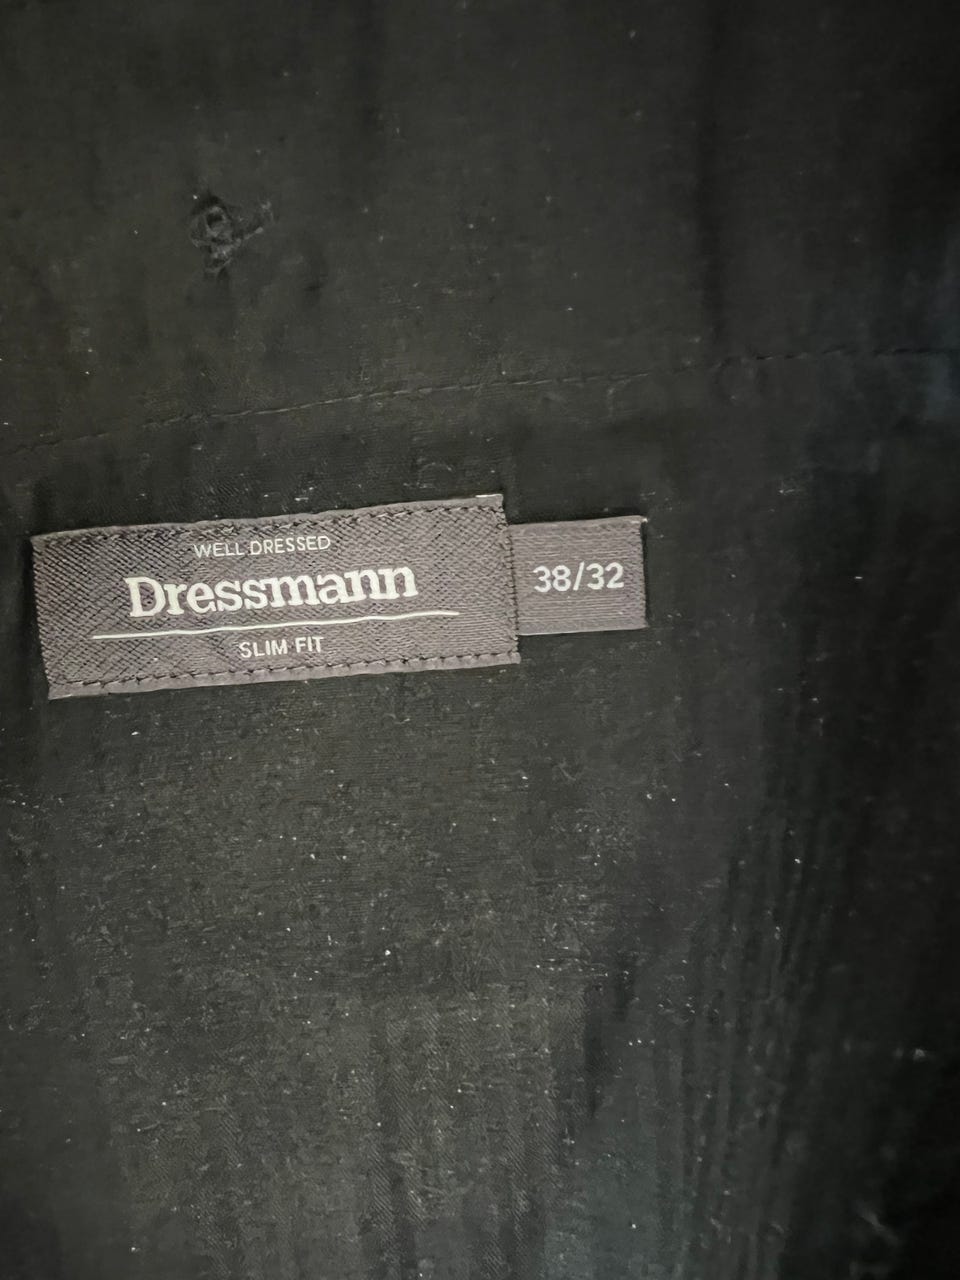 WELL DRESSED
Dressmann
SLIM FIT
38/32